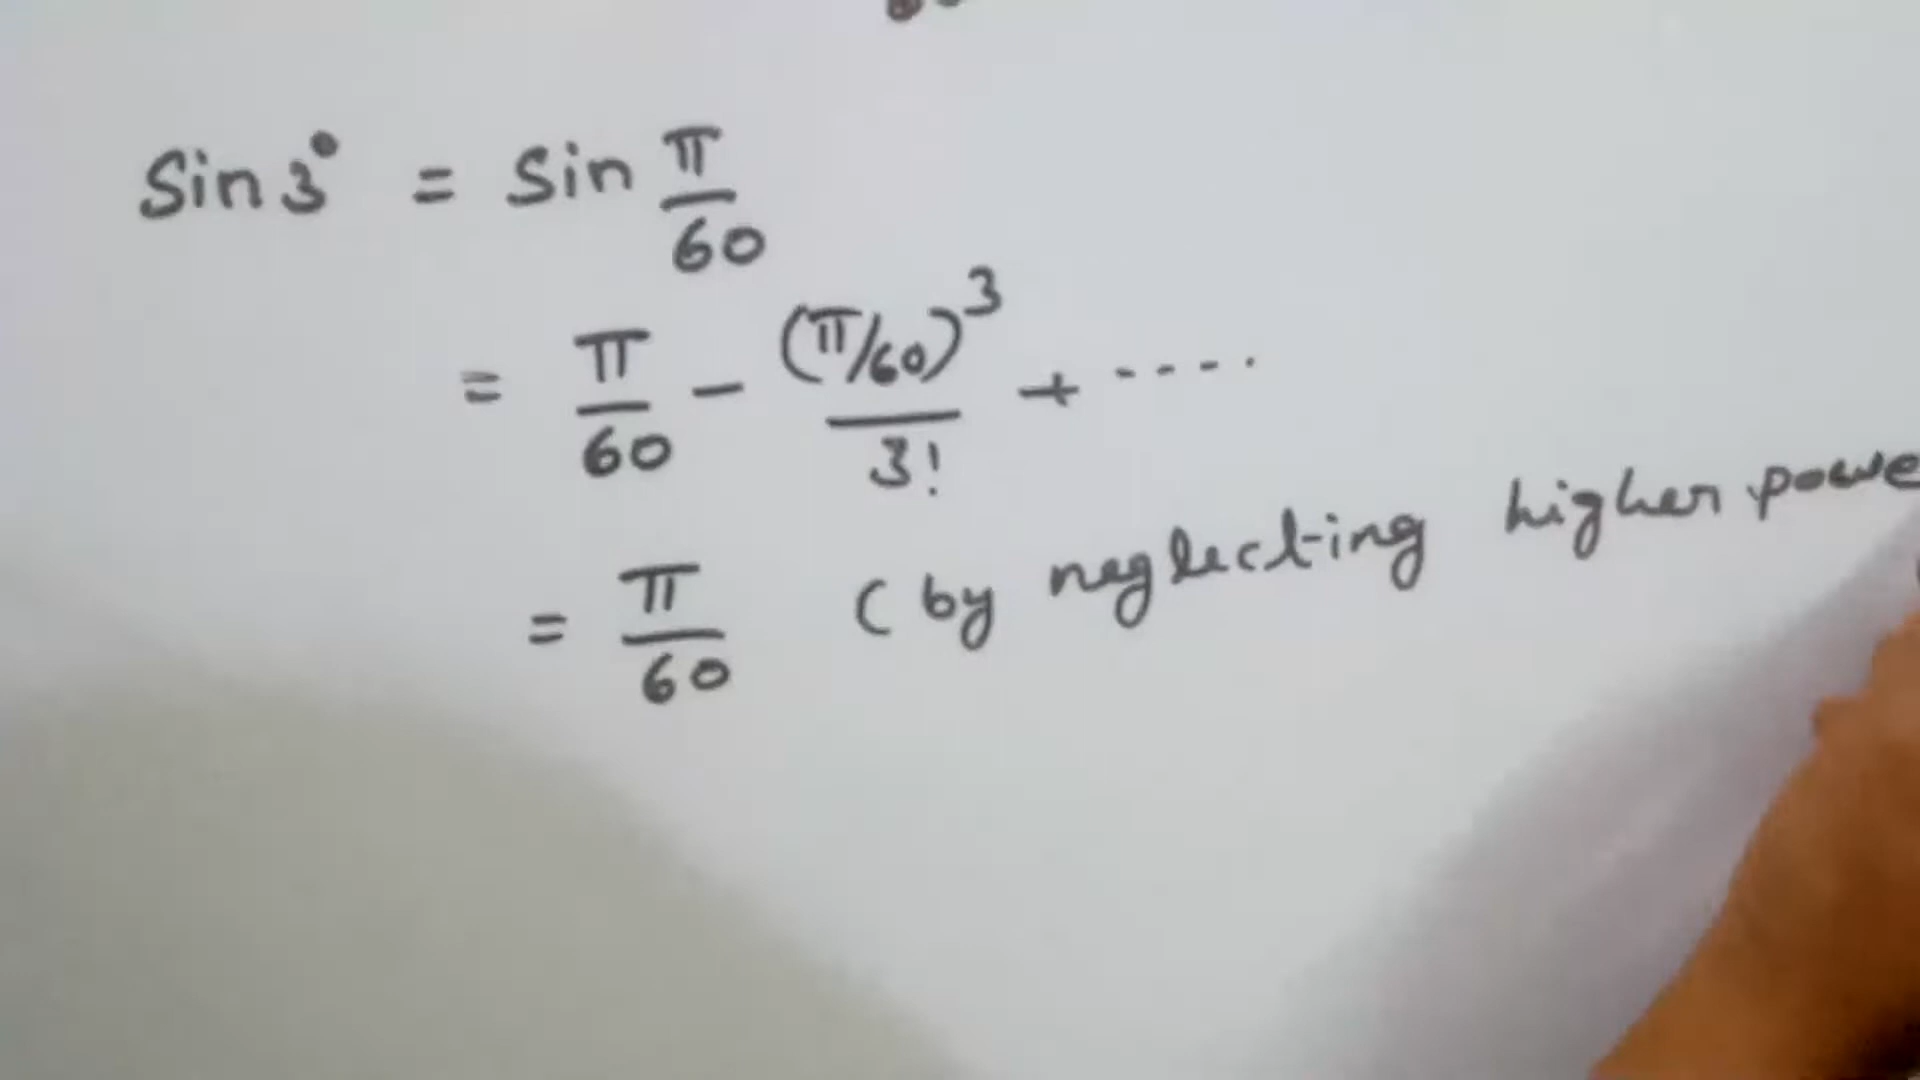 Sin 3° = Sin π/60
= π/60 - (π/60)³/3! + ·····
= π/60 (by neglecting higher powe